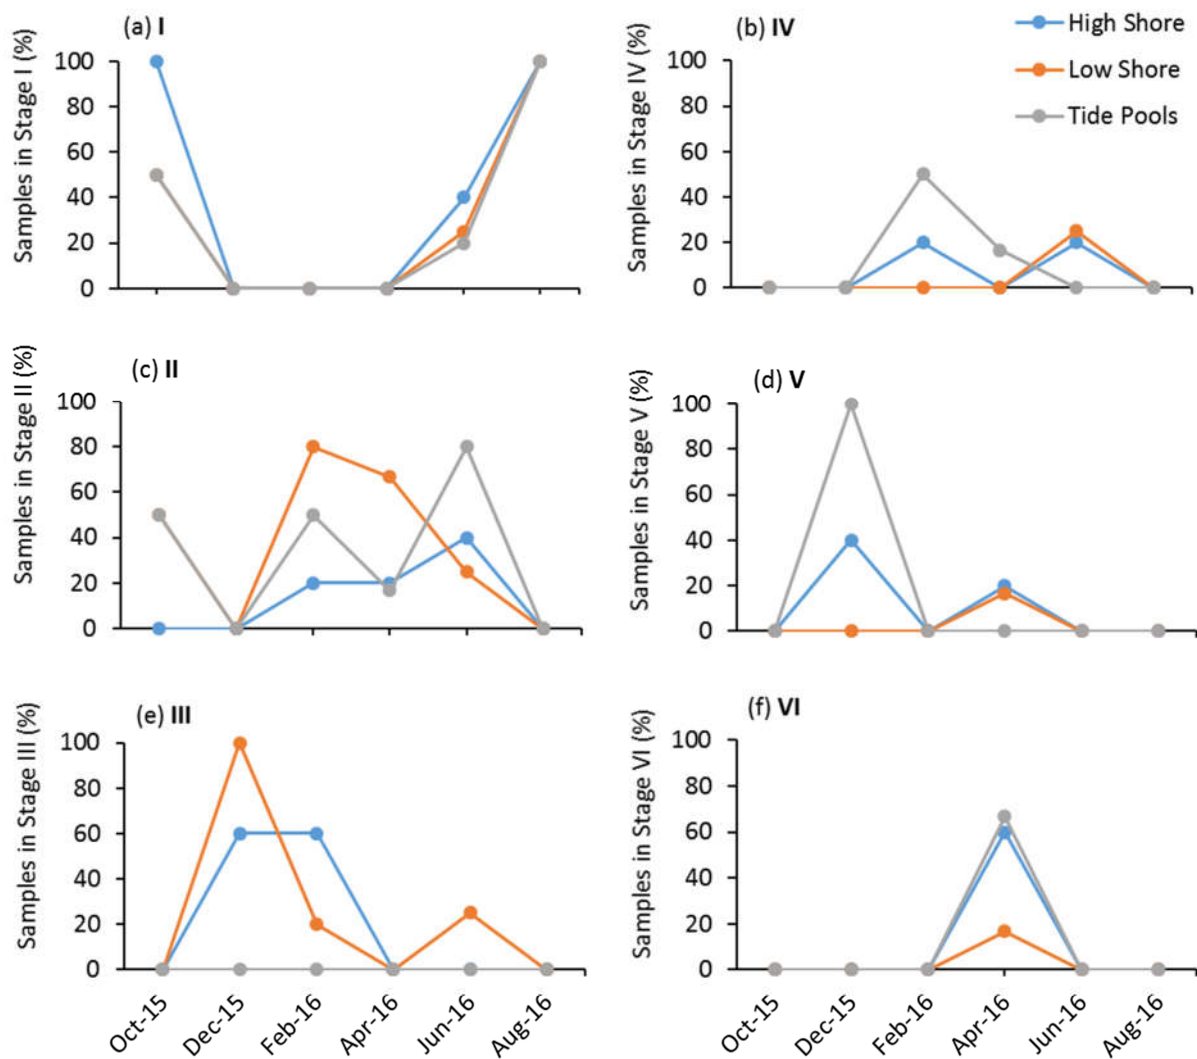 (a) I
Samples in Stage I (%)
100
80
60
40
20
0
(b) IV
Samples in Stage IV (%)
100
80
60
40
20
0
High Shore
Low Shore
Tide Pools
(c) II
Samples in Stage II (%)
100
80
60
40
20
0
(d) V
Samples in Stage V (%)
100
80
60
40
20
0
(e) III
Samples in Stage III (%)
100
80
60
40
20
0
Oct-15
Dec-15
Feb-16
Apr-16
Jun-16
Aug-16
(f) VI
Samples in Stage VI (%)
100
80
60
40
20
0
Oct-15
Dec-15
Feb-16
Apr-16
Jun-16
Aug-16